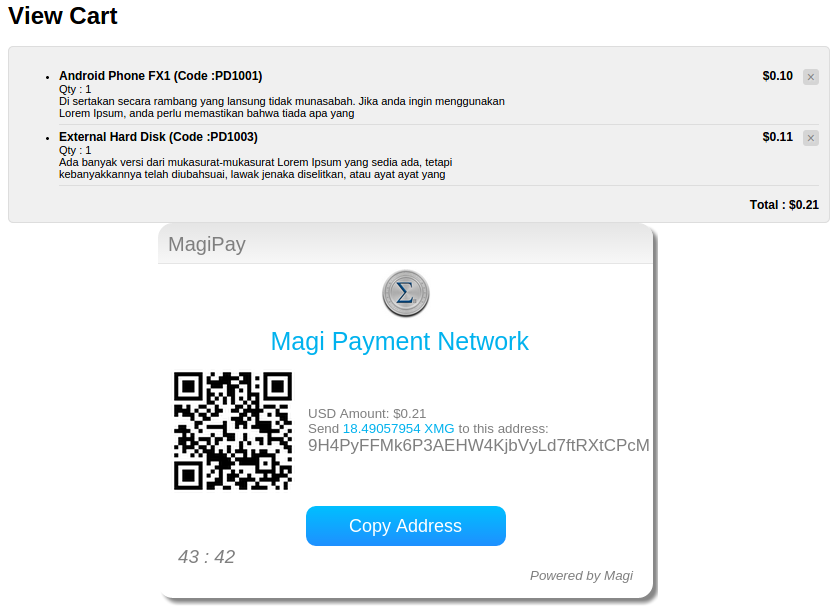 View Cart
Android Phone FX1 (Code :PD1001)
$0.10 ×
Qty : 1
Di sertakan secara rambang yang lansung tidak munasabah. Jika anda ingin menggunakan
Lorem Ipsum, anda perlu memastikan bahwa tiada apa yang
External Hard Disk (Code :PD1003)
$0.11 ×
Qty : 1
Ada banyak versi dari mukasurat-mukasurat Lorem Ipsum yang sedia ada, tetapi
kebanyakkannya telah diubahsuai, lawak jenaka diselitkan, atau ayat ayat yang
Total : $0.21
MagiPay
Σ
Magi Payment Network
USD Amount: $0.21
Send 18.49057954 XMG to this address:
9H4PyFFMk6P3AEHW4KjbVyLd7ftRXtCPcM
Copy Address
43 : 42
Powered by Magi